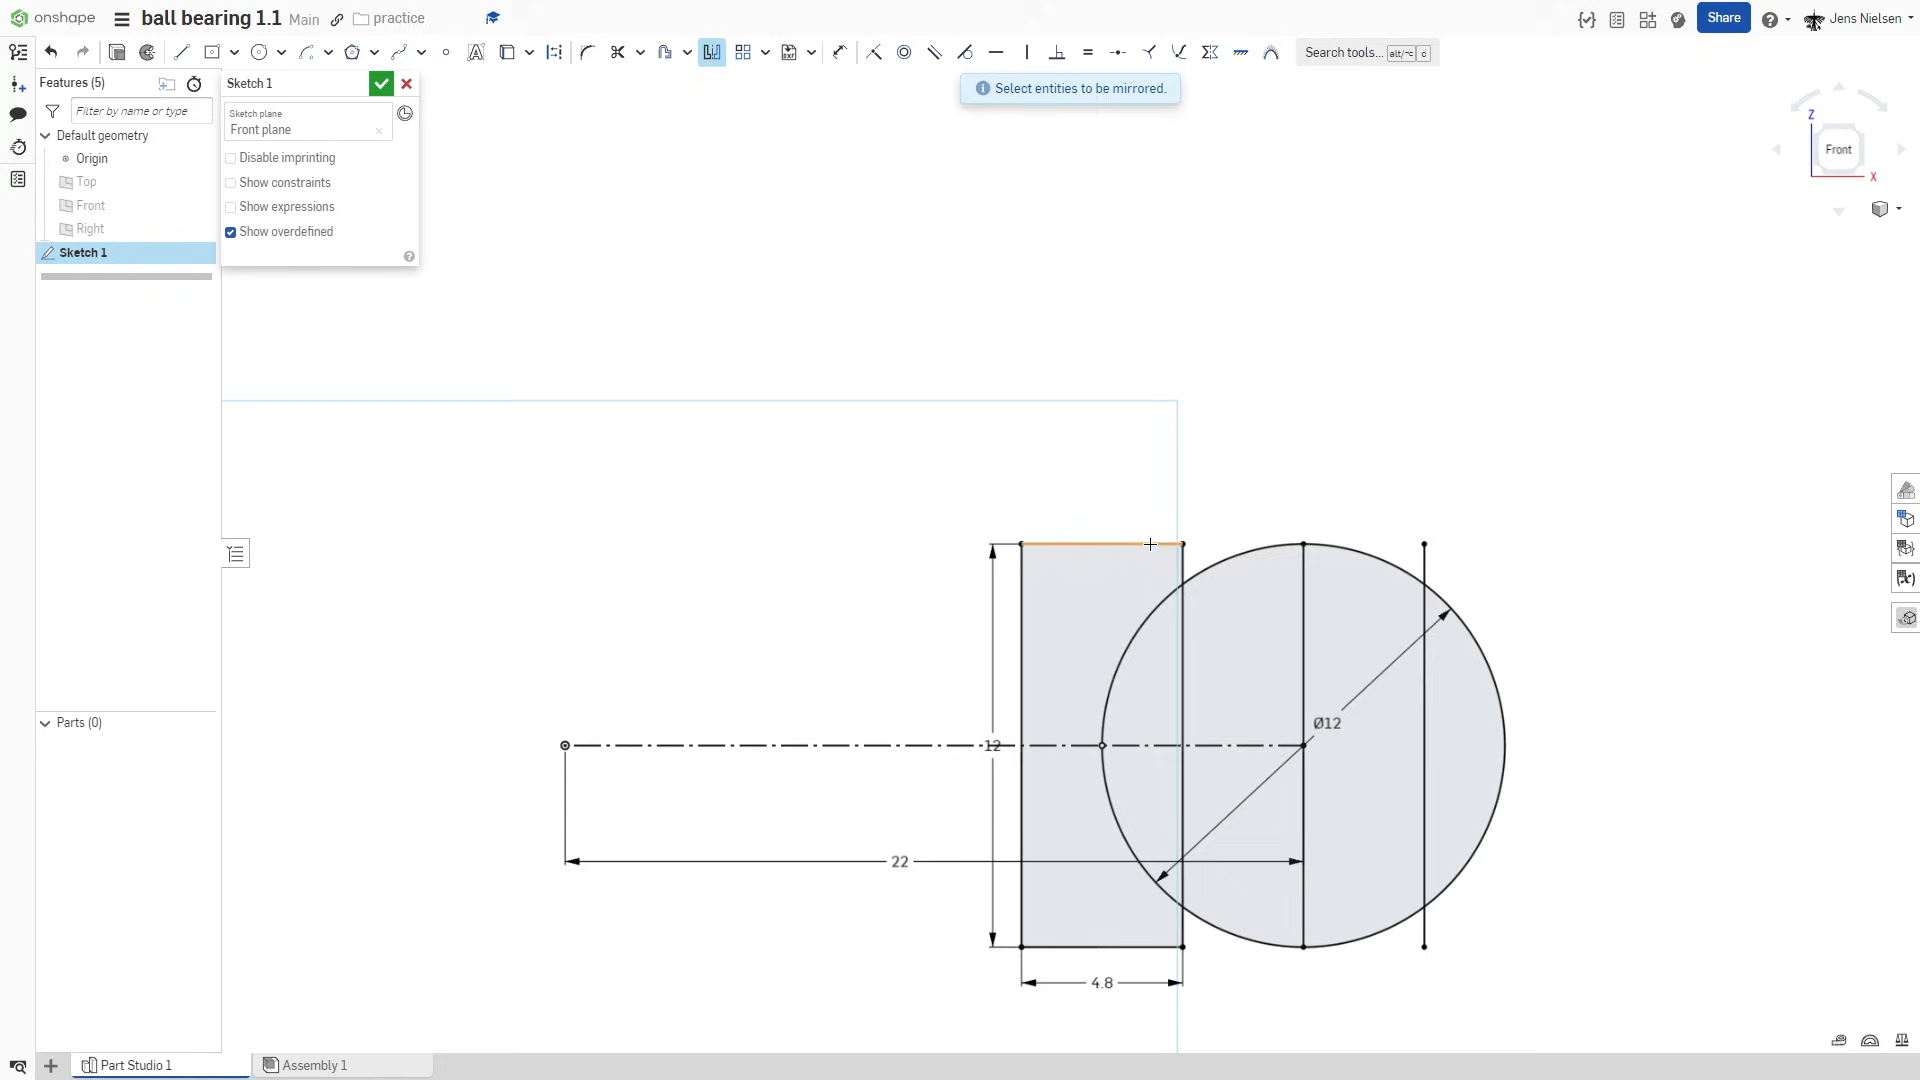 onshape
ball bearing 1.1 Main practice
Share
Jens Nielsen
Search tools... alt/⌥ c
Features (5)
Filter by name or type
Default geometry
Origin
Top
Front
Right
Sketch 1
Parts (0)
Sketch 1
Sketch plane
Front plane
Disable imprinting
Show constraints
Show expressions
Show overdefined
Select entities to be mirrored.
Z
Front
X
Ø12
12
22
4.8
Part Studio 1
Assembly 1